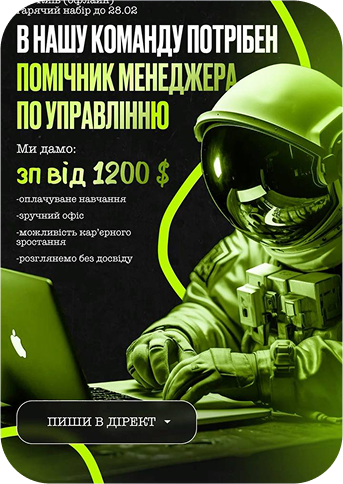 (офлайн)
гарячий набір до 28.02
В НАШУ КОМАНДУ ПОТРІБЕН
ПОМІЧНИК МЕНЕДЖЕРА
ПО УПРАВЛІННЮ
Ми дамо:
зп від 1200 $
-оплачуване навчання
-зручний офіс
-можливість кар'єрного
зростання
-розглянемо без досвіду
ПИШИ В ДІРЕКТ